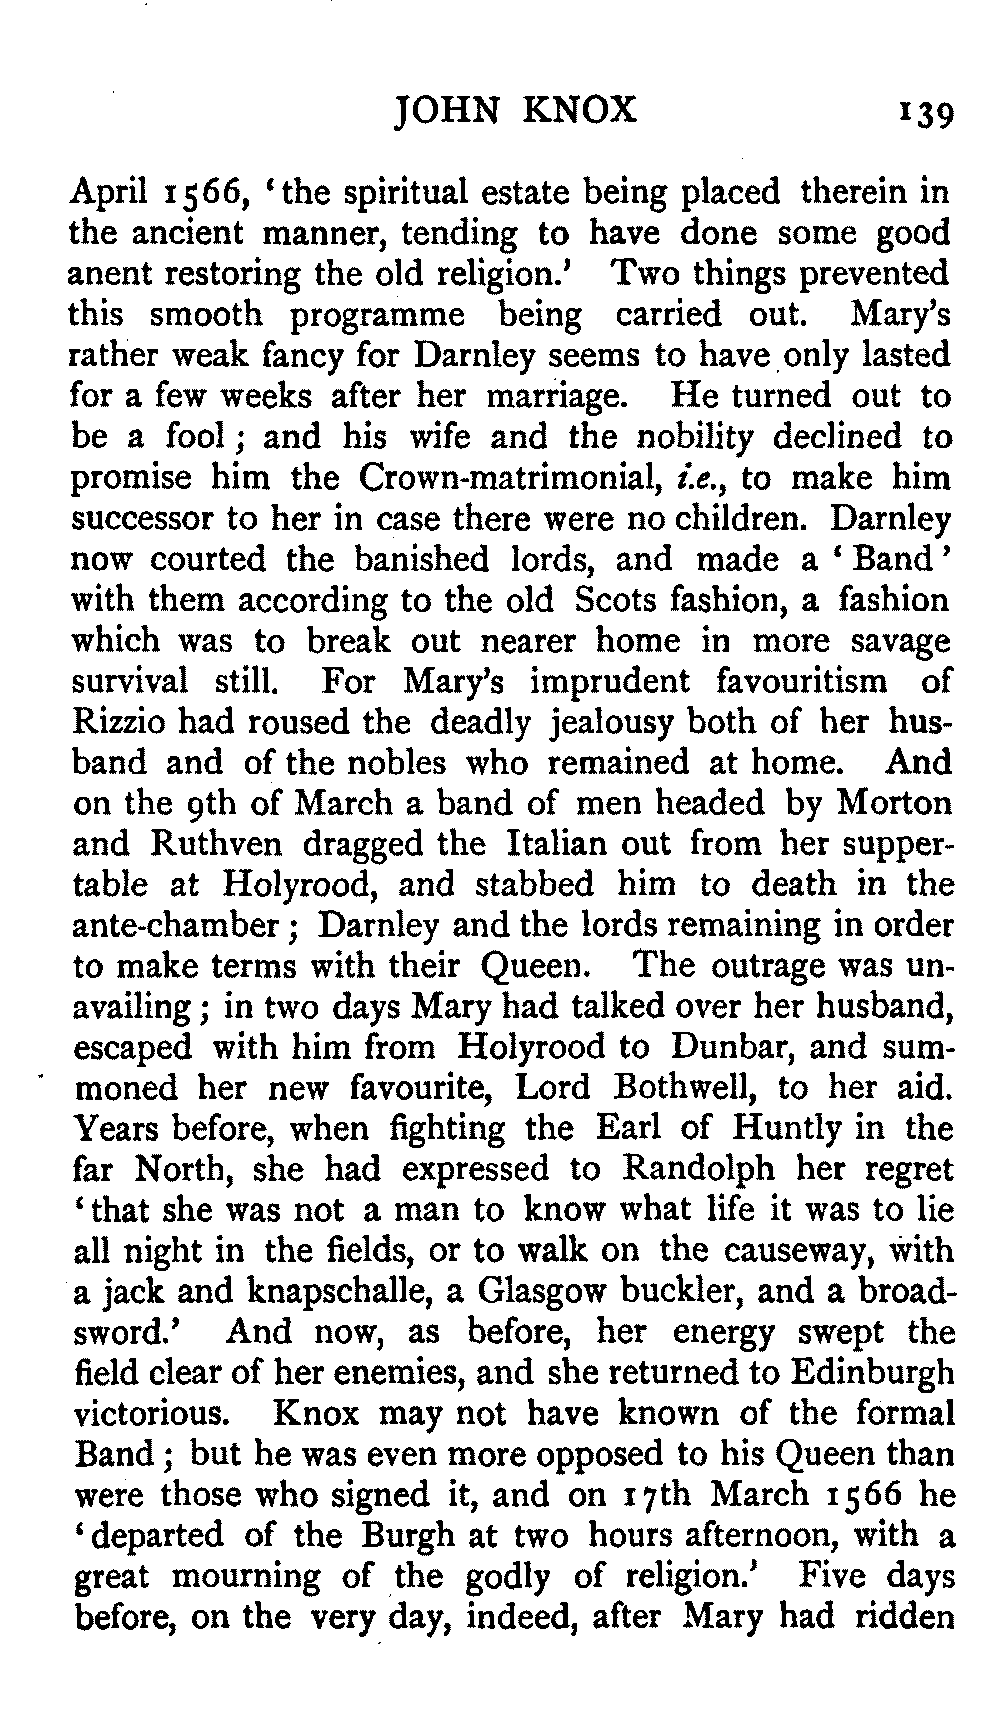 JOHN KNOX 139
April 1566, ‘the spiritual estate being placed therein in
the ancient manner, tending to have done some good
anent restoring the old religion.’ Two things prevented
this smooth programme being carried out. Mary’s
rather weak fancy for Darnley seems to have only lasted
for a few weeks after her marriage. He turned out to
be a fool; and his wife and the nobility declined to
promise him the Crown-matrimonial, i.e., to make him
successor to her in case there were no children. Darnley
now courted the banished lords, and made a ‘Band’
with them according to the old Scots fashion, a fashion
which was to break out nearer home in more savage
survival still. For Mary’s imprudent favouritism of
Rizzio had roused the deadly jealousy both of her hus-
band and of the nobles who remained at home. And
on the 9th of March a band of men headed by Morton
and Ruthven dragged the Italian out from her supper-
table at Holyrood, and stabbed him to death in the
ante-chamber; Darnley and the lords remaining in order
to make terms with their Queen. The outrage was un-
availing; in two days Mary had talked over her husband,
escaped with him from Holyrood to Dunbar, and sum-
moned her new favourite, Lord Bothwell, to her aid.
Years before, when fighting the Earl of Huntly in the
far North, she had expressed to Randolph her regret
‘that she was not a man to know what life it was to lie
all night in the fields, or to walk on the causeway, with
a jack and knapschalle, a Glasgow buckler, and a broad-
sword.’ And now, as before, her energy swept the
field clear of her enemies, and she returned to Edinburgh
victorious. Knox may not have known of the formal
Band; but he was even more opposed to his Queen than
were those who signed it, and on 17th March 1566 he
‘departed of the Burgh at two hours afternoon, with a
great mourning of the godly of religion.’ Five days
before, on the very day, indeed, after Mary had ridden